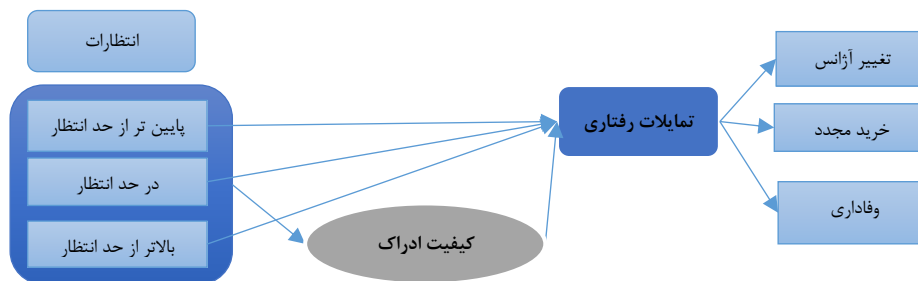 انتظارات
پایین تر از حد انتظار
در حد انتظار
بالاتر از حد انتظار
کیفیت ادراک
تمایلات رفتاری
تغییر آژانس
خرید مجدد
وفاداری